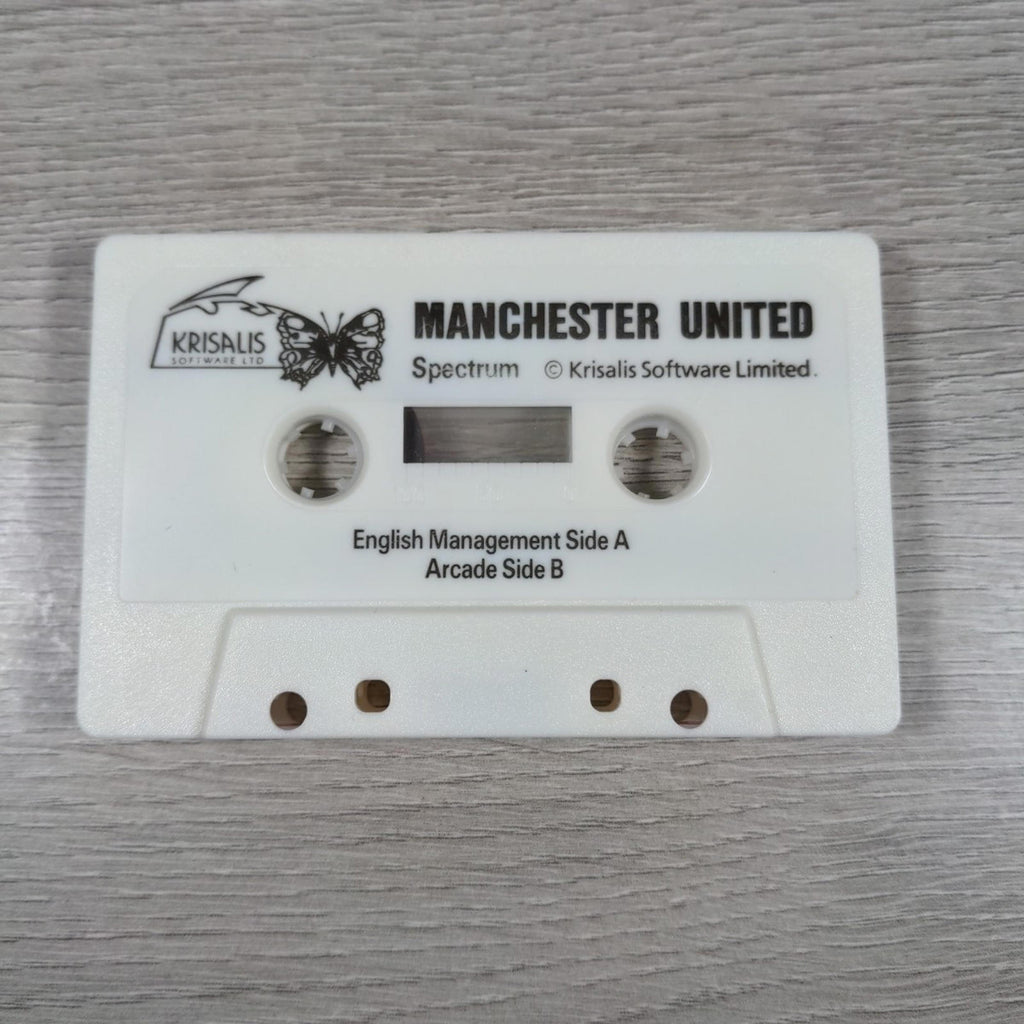 KRISALIS
SOFTWARE LTD
MANCHESTER UNITED
Spectrum © Krisalis Software Limited.
English Management Side A
Arcade Side B